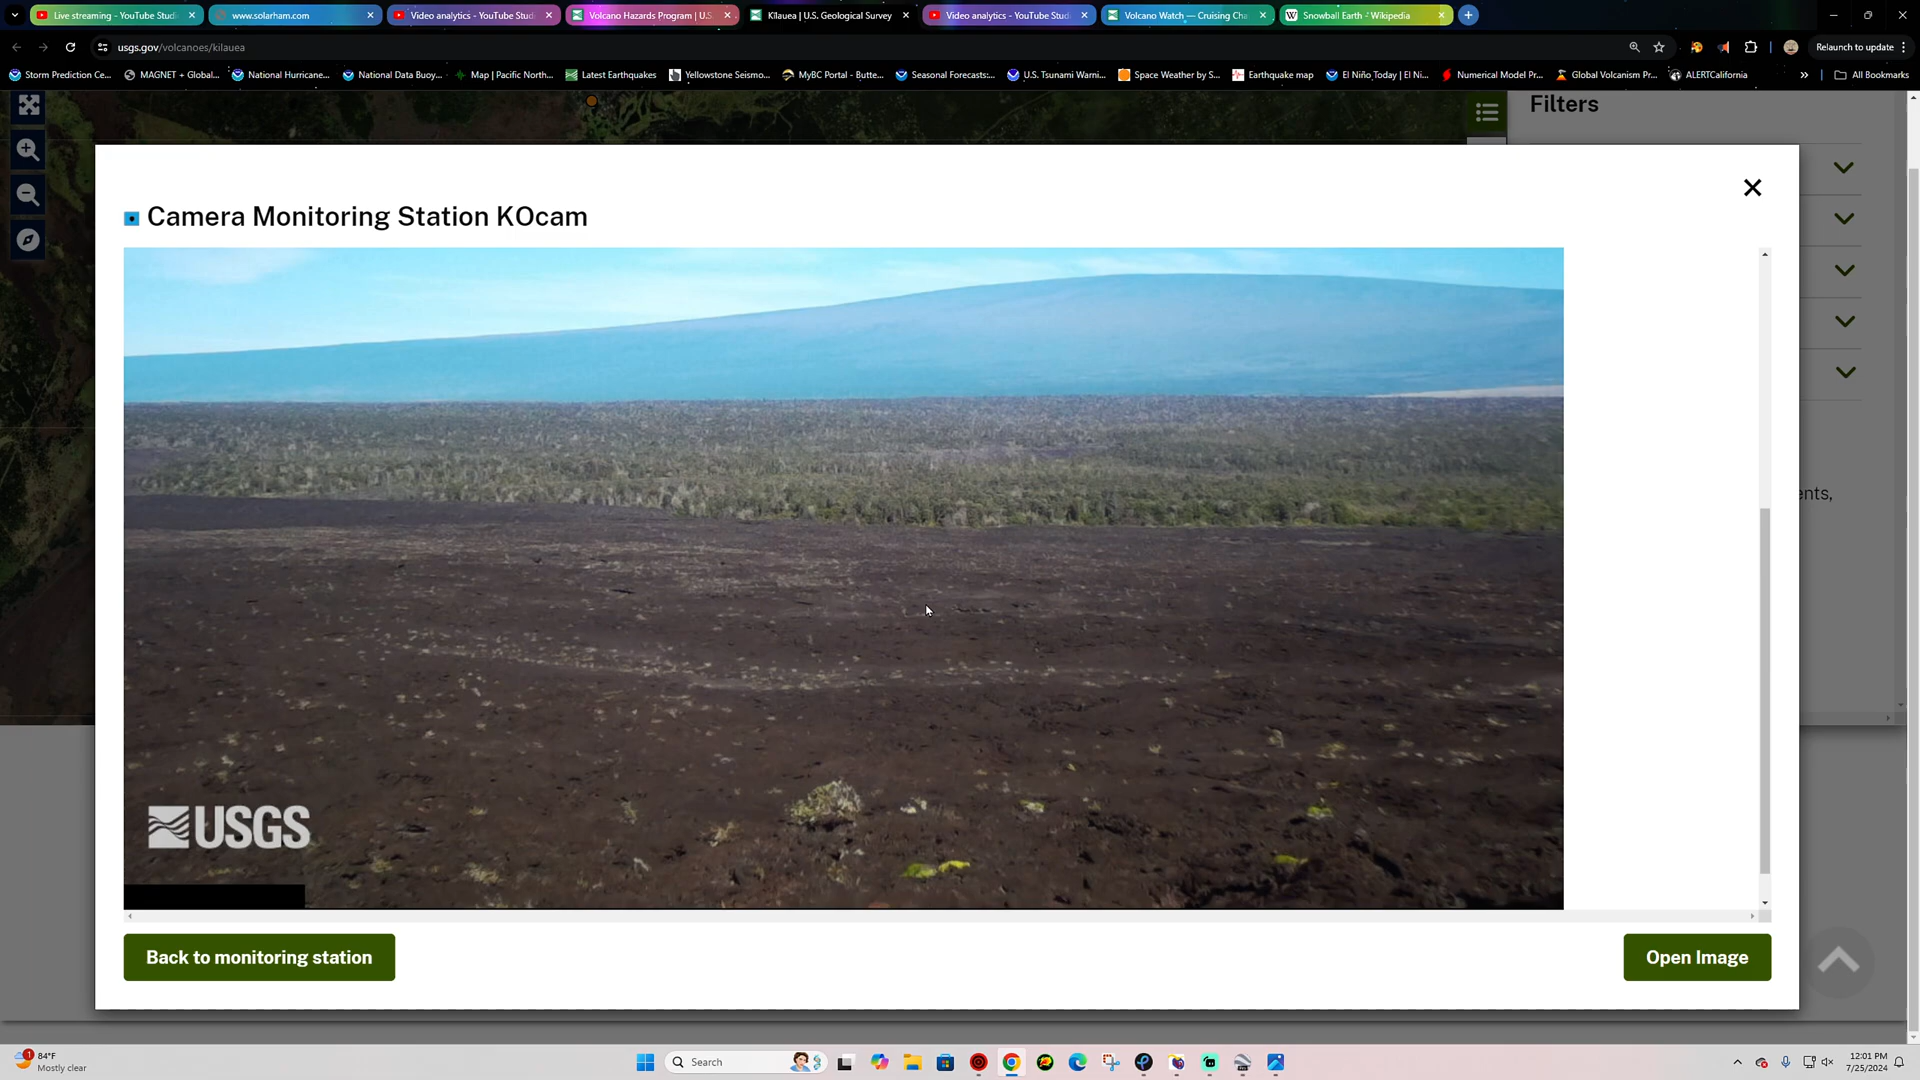 Live streaming - YouTube Studi
www.solarham.com
Video analytics - YouTube Studi
Volcano Hazards Program | U.S.
Kilauea | U.S. Geological Survey
Video analytics - YouTube Studi
Volcano Watch — Cruising Cha
Snowball Earth - Wikipedia
usgs.gov/volcanoes/kilauea
Relaunch to update
Storm Prediction Ce...
MAGNET + Global...
National Hurricane...
National Data Buoy...
Map | Pacific North...
Latest Earthquakes
Yellowstone Seismo...
MyBC Portal - Butte...
Seasonal Forecasts:...
U.S. Tsunami Warni...
Space Weather by S...
Earthquake map
El Niño Today | El Ni...
Numerical Model Pr...
Global Volcanism Pr...
ALERTCalifornia
All Bookmarks
Filters
Camera Monitoring Station KOcam
ents,
USGS
Back to monitoring station
Open Image
1
84°F
Mostly clear
Search
12:01 PM
7/25/2024